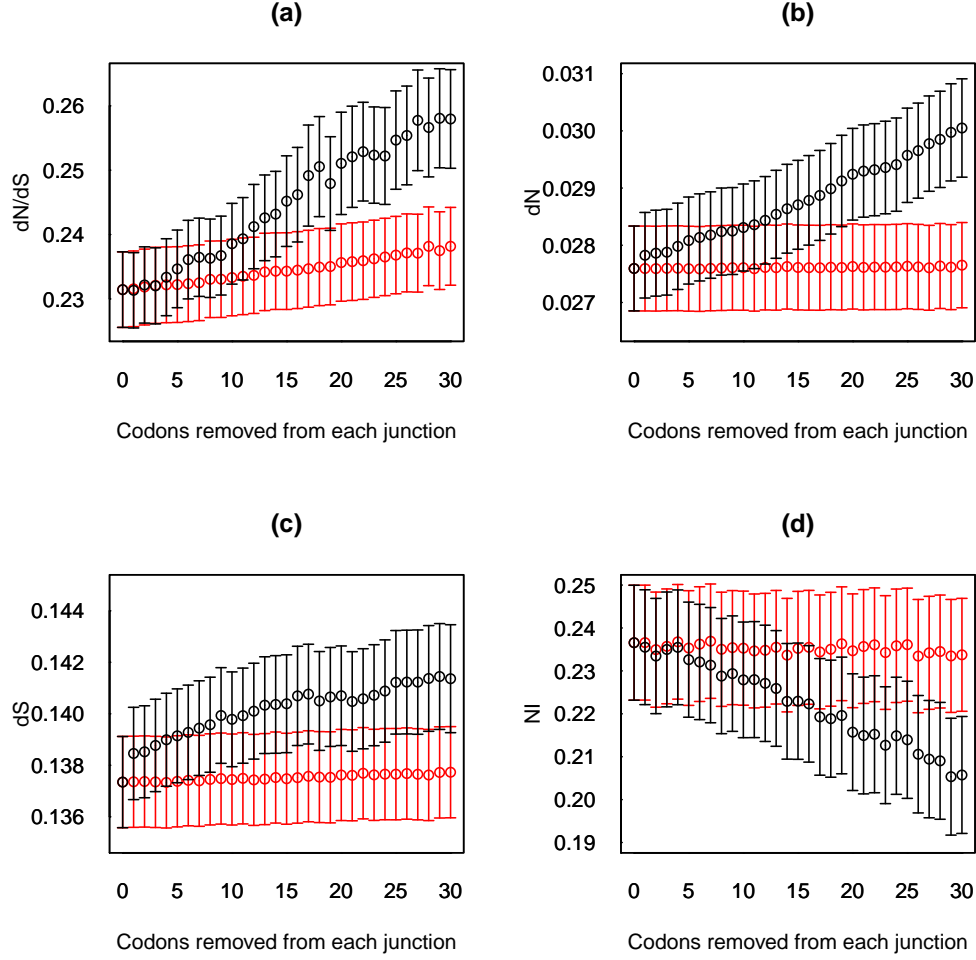 (a)
dN/dS
0.26
0.25
0.24
0.23
0 5 10 15 20 25 30
Codons removed from each junction
(b)
dN
0.031
0.030
0.029
0.028
0.027
0 5 10 15 20 25 30
Codons removed from each junction
(c)
dS
0.144
0.142
0.140
0.138
0.136
0 5 10 15 20 25 30
Codons removed from each junction
(d)
NI
0.25
0.24
0.23
0.22
0.21
0.20
0.19
0 5 10 15 20 25 30
Codons removed from each junction